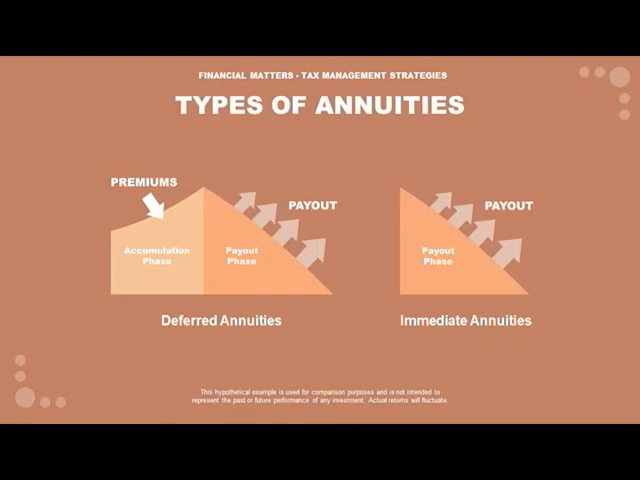 FINANCIAL MATTERS - TAX MANAGEMENT STRATEGIES
TYPES OF ANNUITIES
PREMIUMS
Accumulation
Phase
Payout
Phase
PAYOUT
Deferred Annuities
Payout
Phase
PAYOUT
Immediate Annuities
This hypothetical example is used for comparison purposes and is not intended to
represent the past or future performance of any investment. Actual returns will fluctuate.